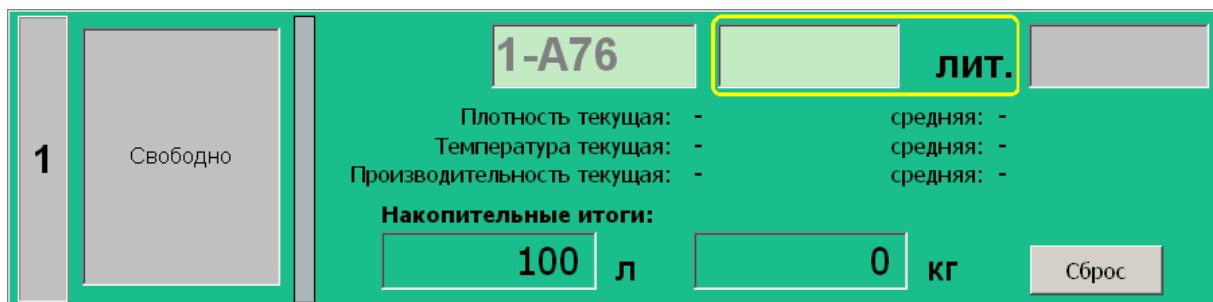 1
Свободно
1-А76
лит.
Плотность текущая: - средняя: -
Температура текущая: - средняя: -
Производительность текущая: - средняя: -
Накопительные итоги:
100 л 0 кг Сброс